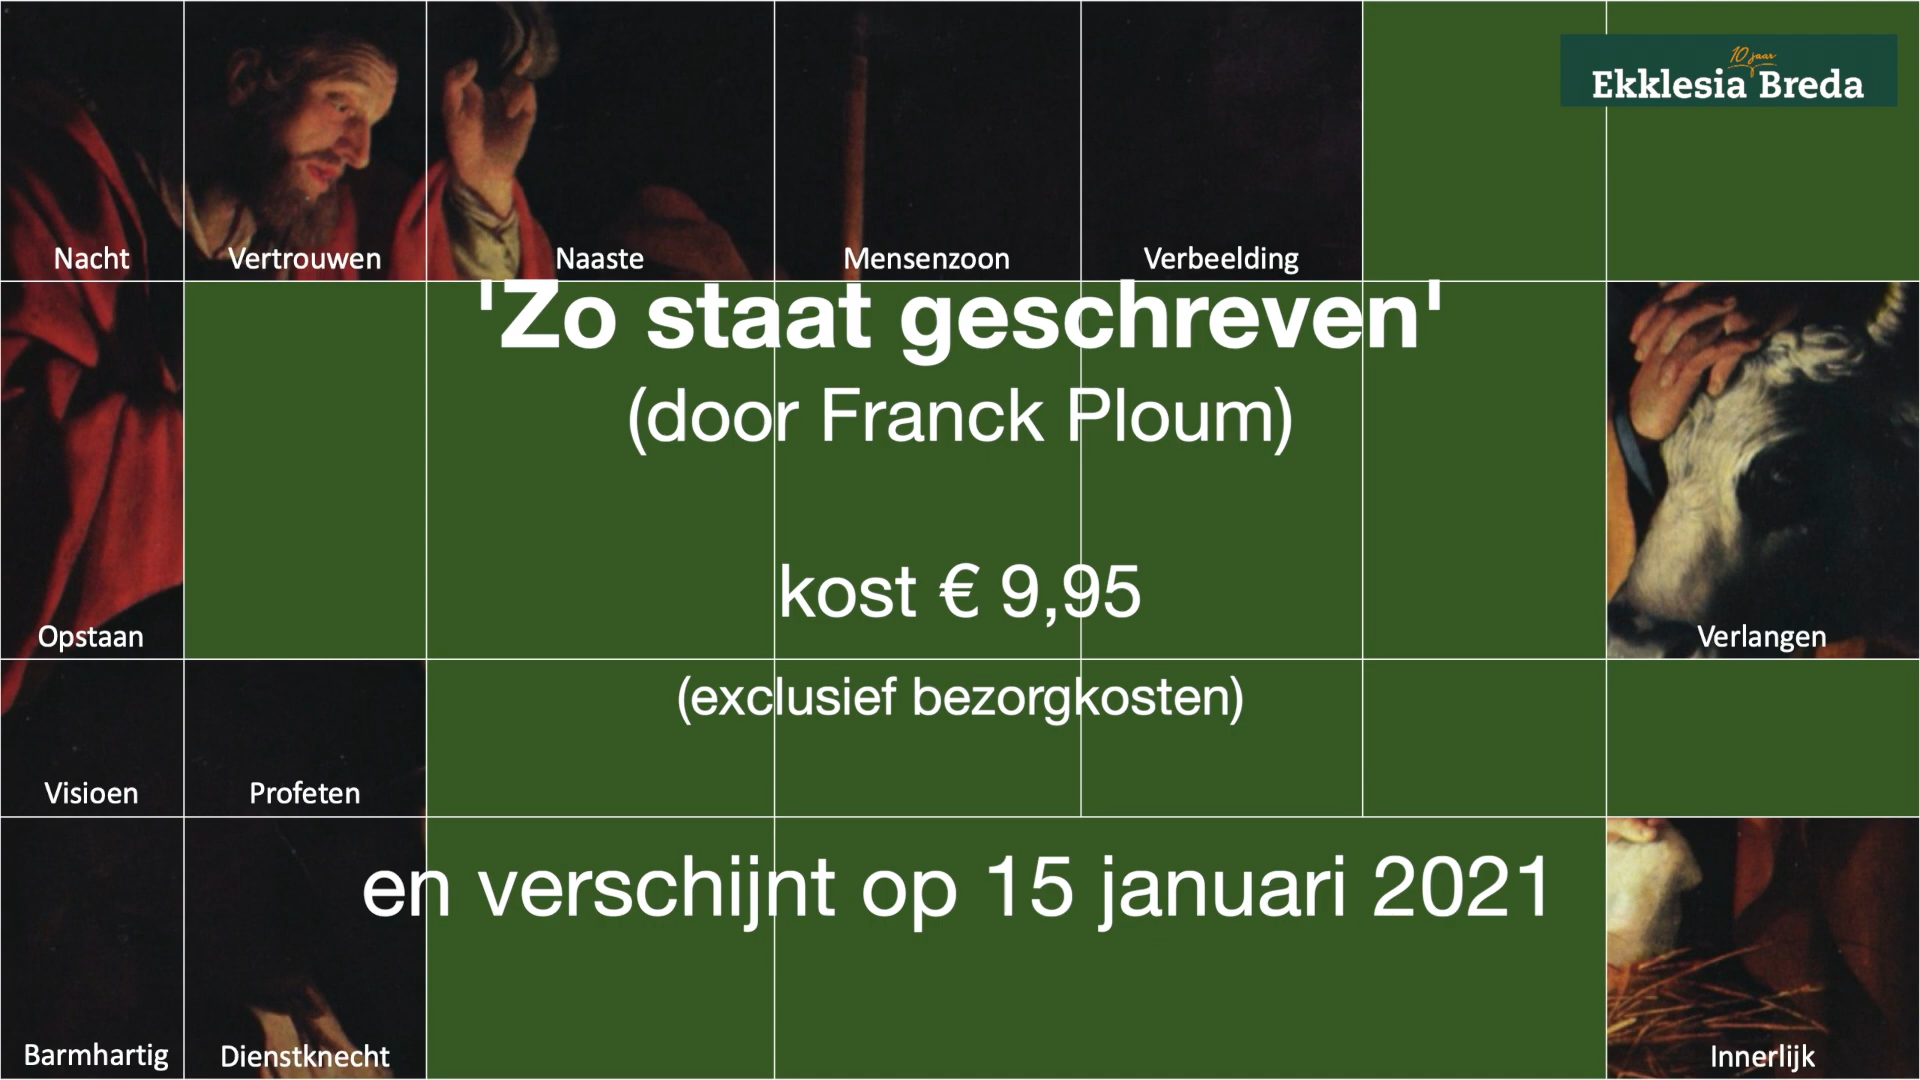 10 jaar
Ekklesia Breda
Nacht
Vertrouwen
Naaste
Mensenzoon
Verbeelding
'Zo staat geschreven'
(door Franck Ploum)
kost € 9,95
Opstaan
Verlangen
(exclusief bezorgkosten)
Visioen
Profeten
en verschijnt op 15 januari 2021
Barmhartig
Dienstknecht
Innerlijk